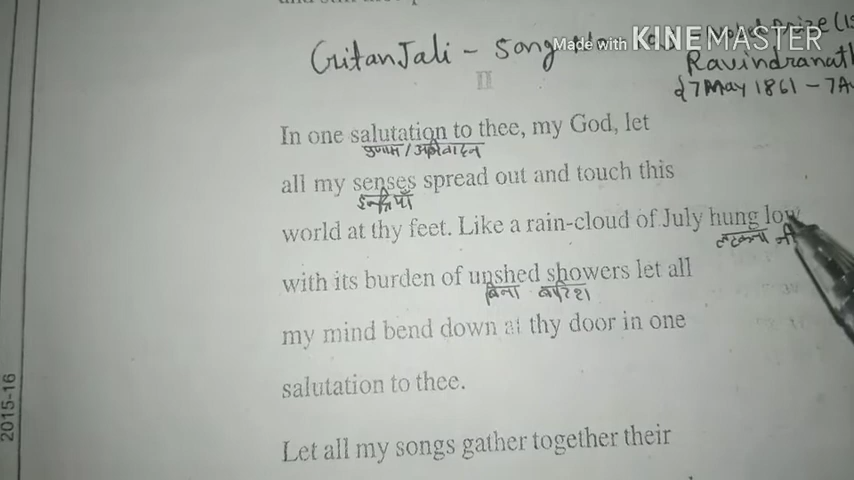 GitanJali - Song
Made with KINEMASTER
Prize (19
Ravindranath
27 May 1861 - 7 A
II
In one salutation to thee, my God, let
प्रणाम / अभिवादन
all my senses spread out and touch this
इन्द्रियाँ
world at thy feet. Like a rain-cloud of July hung low
लटकना नी
with its burden of unshed showers let all
बिना बारिश
my mind bend down at thy door in one
salutation to thee.
Let all my songs gather together their
2015-16